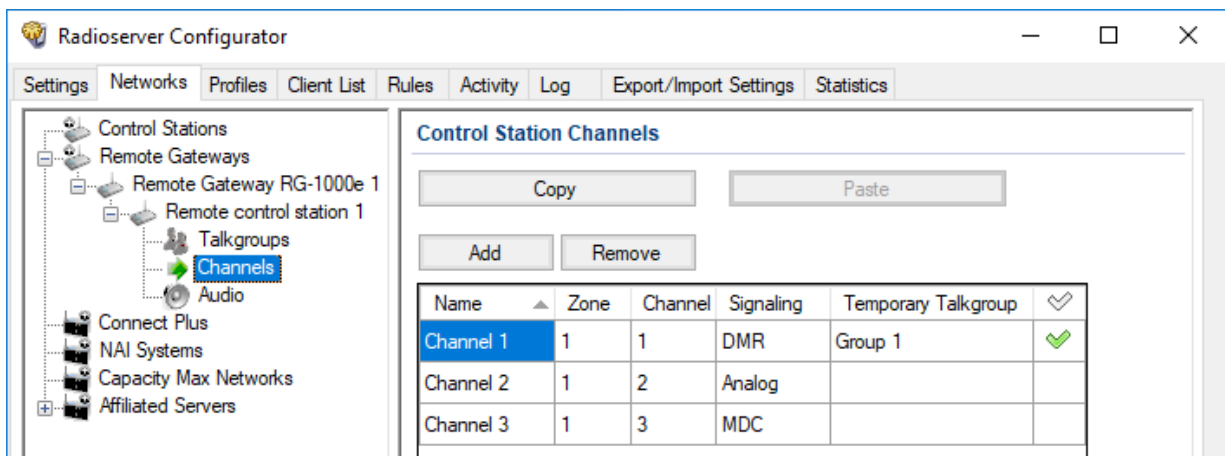 Radioserver Configurator
Settings Networks Profiles Client List Rules Activity Log Export/Import Settings Statistics
Control Stations
Remote Gateways
Remote Gateway RG-1000e 1
Remote control station 1
Talkgroups
Channels
Audio
Connect Plus
NAI Systems
Capacity Max Networks
Affiliated Servers
Control Station Channels
Copy Paste
Add Remove
Name Zone Channel Signaling Temporary Talkgroup
Channel 1 1 1 DMR Group 1
Channel 2 1 2 Analog
Channel 3 1 3 MDC